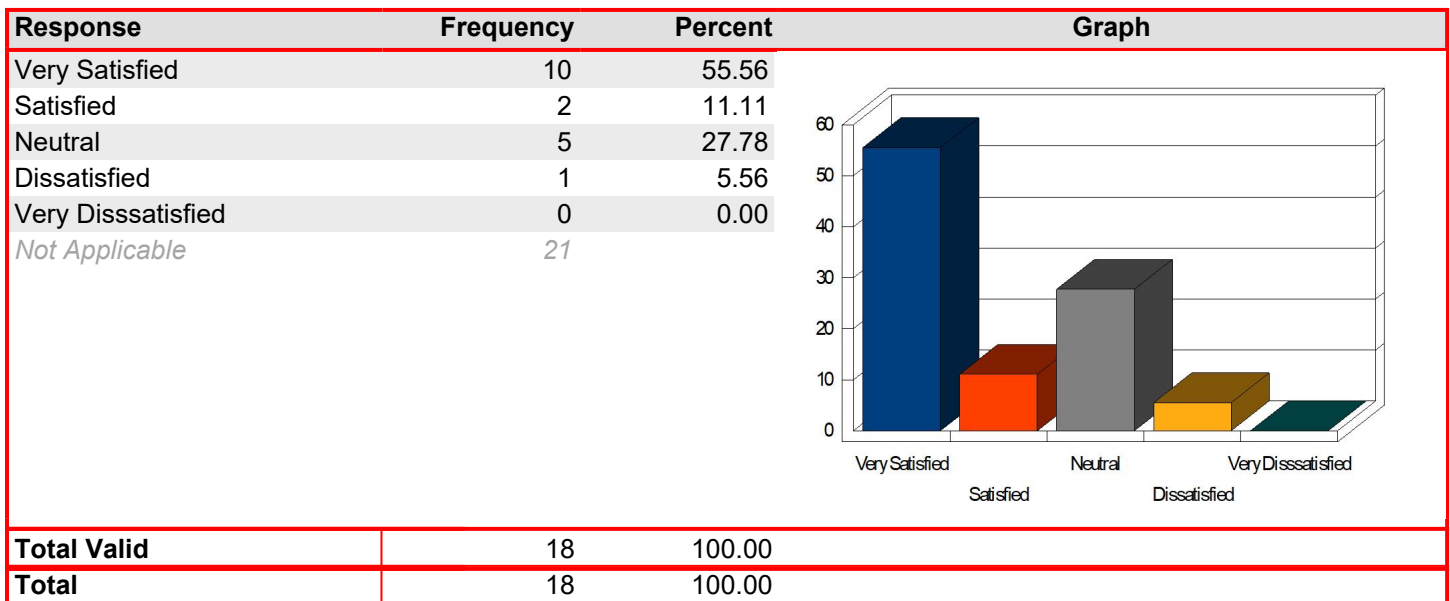 Response Frequency Percent Graph
Very Satisfied 10 55.56
Satisfied 2 11.11
Neutral 5 27.78
Dissatisfied 1 5.56
Very Disssatisfied 0 0.00
Not Applicable 21
60
50
40
30
20
10
0
Very Satisfied Neutral Very Disssatisfied
Satisfied Dissatisfied
Total Valid 18 100.00
Total 18 100.00